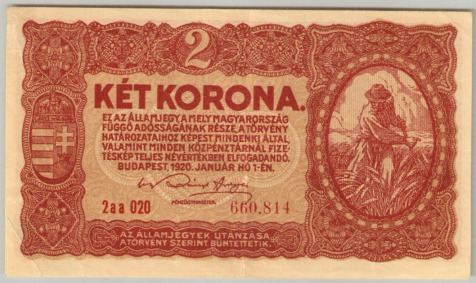 2
KÉT KORONA.
EZ AZ ÁLLAMJEGY, A MELY MAGYARORSZÁG
FÜGGŐ ADÓSSÁGÁNAK RÉSZE, A TÖRVÉNY
HATÁROZATAIHOZ KÉPEST MINDENKI ÁLTAL,
VALAMINT MINDEN KÖZPÉNZTÁRNÁL FIZE-
TÉSKÉP TELJES NÉVÉRTÉKBEN ELFOGADANDÓ.
BUDAPEST, 1920. JANUÁR HÓ 1-ÉN.
PÉNZÜGYMINISZTER.
2aa 020 660.814
AZ ÁLLAMJEGYEK UTÁNZÁSA
A TÖRVÉNY SZERINT BÜNTETTETIK.